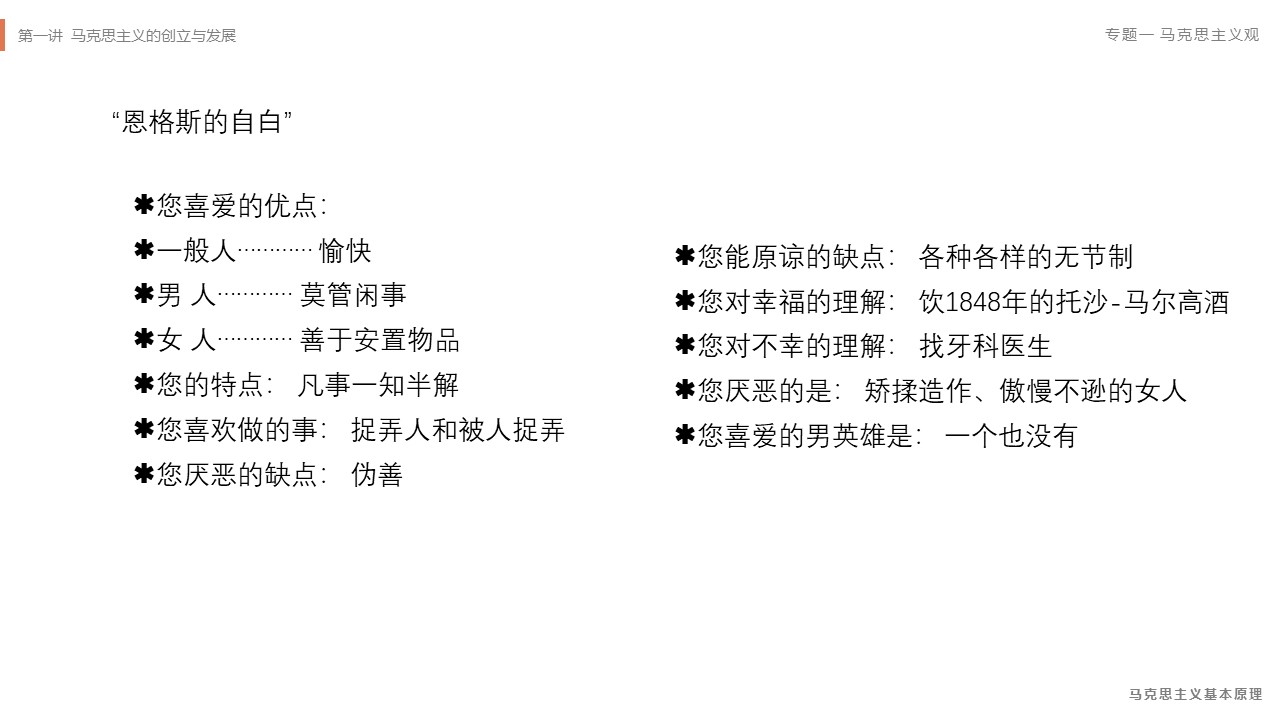 第一讲 马克思主义的创立与发展
专题一 马克思主义观
“恩格斯的自白”
✱您喜爱的优点：
✱一般人………… 愉快
✱男 人………… 莫管闲事
✱女 人………… 善于安置物品
✱您的特点： 凡事一知半解
✱您喜欢做的事： 捉弄人和被人捉弄
✱您厌恶的缺点： 伪善
✱您能原谅的缺点： 各种各样的无节制
✱您对幸福的理解： 饮1848年的托沙-马尔高酒
✱您对不幸的理解： 找牙科医生
✱您厌恶的是： 矫揉造作、傲慢不逊的女人
✱您喜爱的男英雄是： 一个也没有
马克思主义基本原理